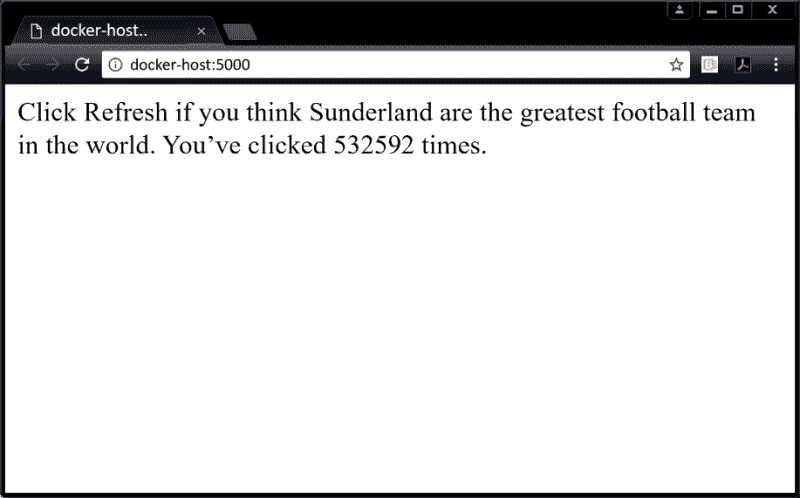 docker-host..
docker-host:5000
Click Refresh if you think Sunderland are the greatest football team
in the world. You’ve clicked 532592 times.